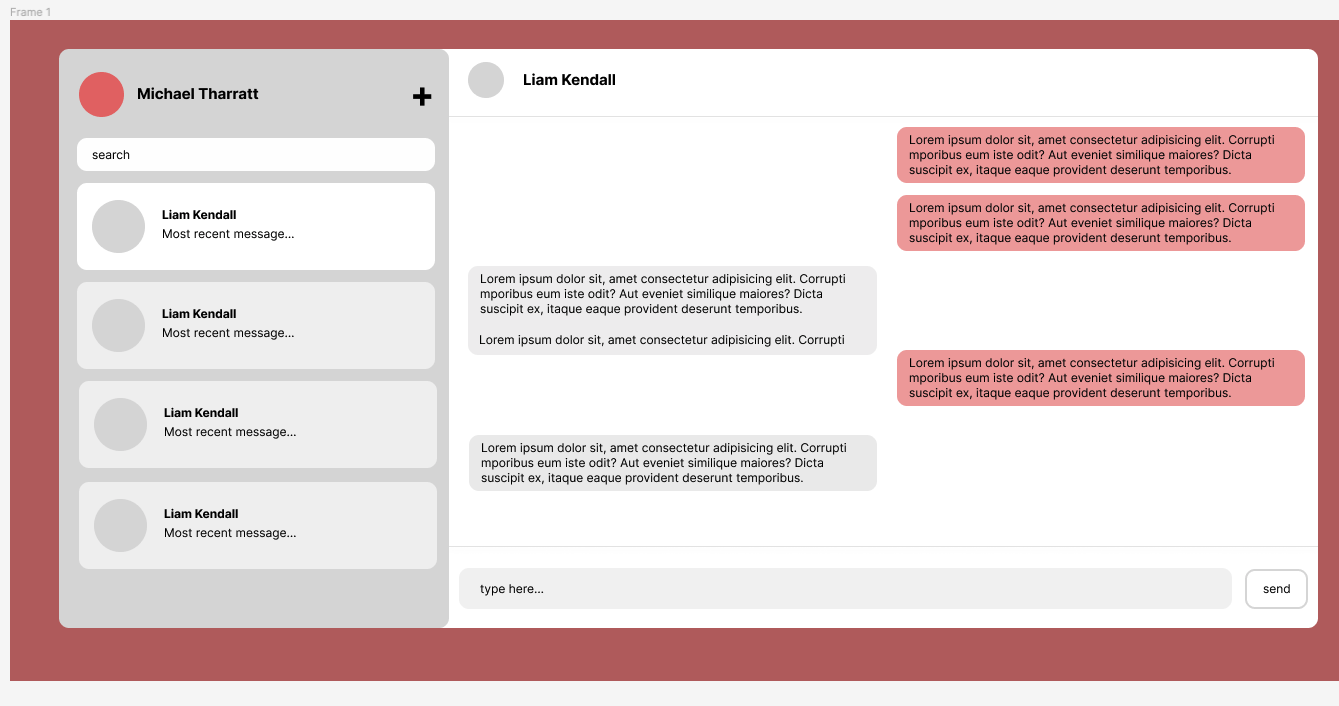 Frame 1
Michael Tharratt
search
Liam Kendall
Most recent message...
Liam Kendall
Most recent message...
Liam Kendall
Most recent message...
Liam Kendall
Most recent message...
Liam Kendall
Lorem ipsum dolor sit, amet consectetur adipisicing elit. Corrupti
mporibus eum iste odit? Aut eveniet similique maiores? Dicta
suscipit ex, itaque eaque provident deserunt temporibus.
Lorem ipsum dolor sit, amet consectetur adipisicing elit. Corrupti
mporibus eum iste odit? Aut eveniet similique maiores? Dicta
suscipit ex, itaque eaque provident deserunt temporibus.
Lorem ipsum dolor sit, amet consectetur adipisicing elit. Corrupti
mporibus eum iste odit? Aut eveniet similique maiores? Dicta
suscipit ex, itaque eaque provident deserunt temporibus.
Lorem ipsum dolor sit, amet consectetur adipisicing elit. Corrupti
Lorem ipsum dolor sit, amet consectetur adipisicing elit. Corrupti
mporibus eum iste odit? Aut eveniet similique maiores? Dicta
suscipit ex, itaque eaque provident deserunt temporibus.
Lorem ipsum dolor sit, amet consectetur adipisicing elit. Corrupti
mporibus eum iste odit? Aut eveniet similique maiores? Dicta
suscipit ex, itaque eaque provident deserunt temporibus.
type here...
send